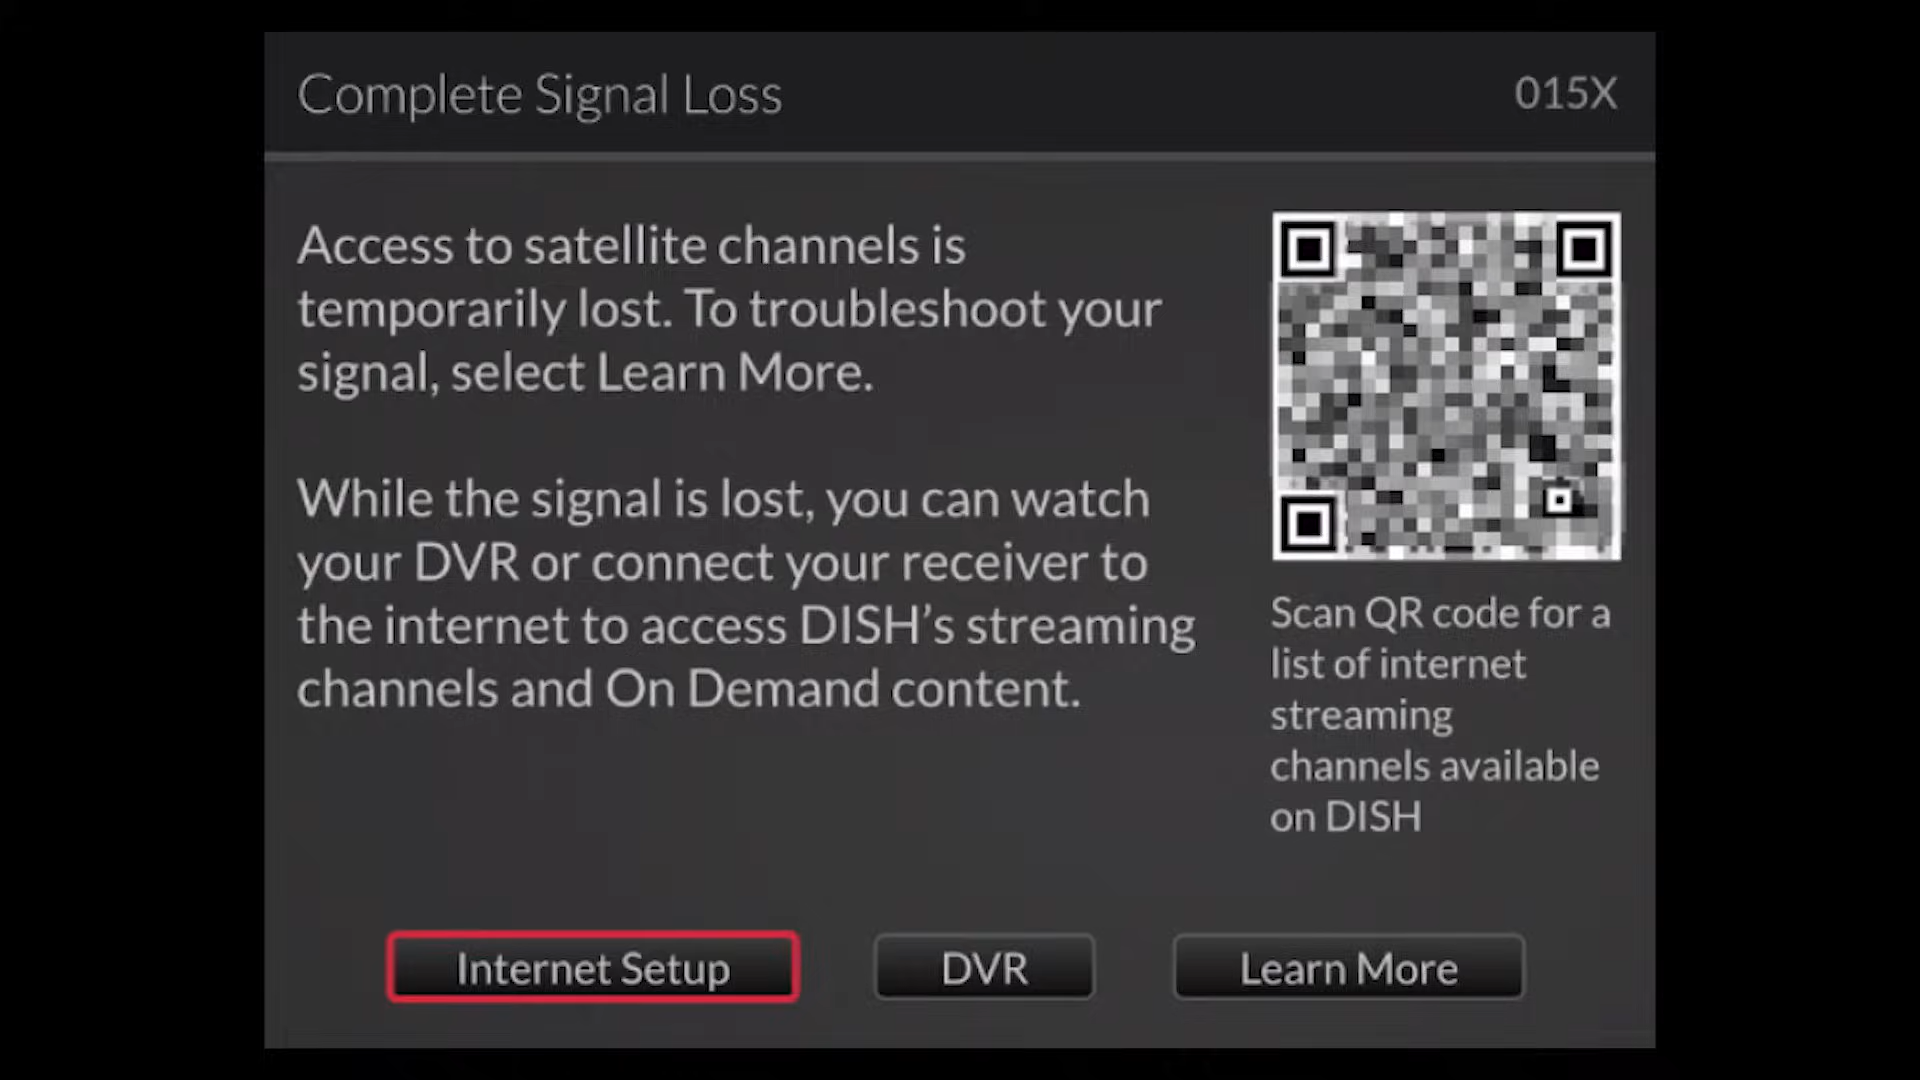 Complete Signal Loss
015X
Access to satellite channels is
temporarily lost. To troubleshoot your
signal, select Learn More.
While the signal is lost, you can watch
your DVR or connect your receiver to
the internet to access DISH’s streaming
channels and On Demand content.
Scan QR code for a
list of internet
streaming
channels available
on DISH
Internet Setup
DVR
Learn More